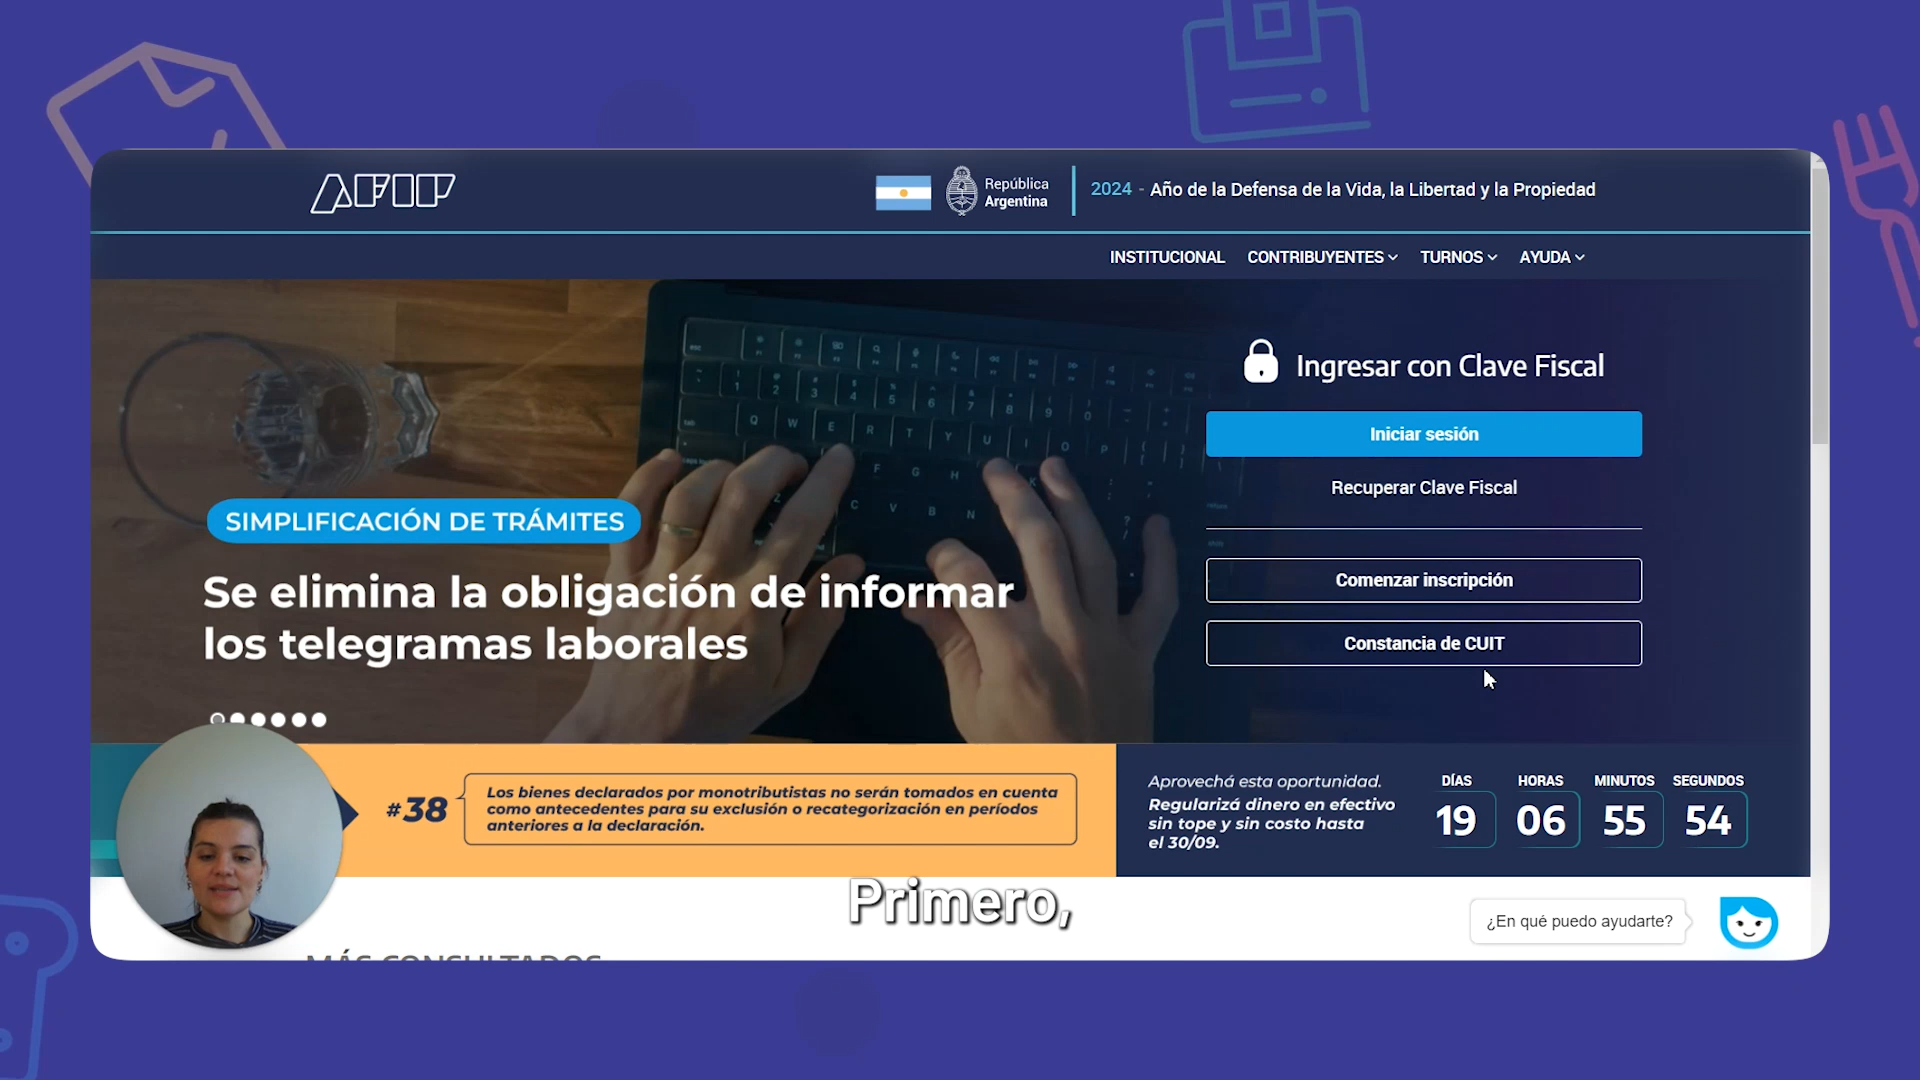 AFIP
República
Argentina
2024 - Año de la Defensa de la Vida, la Libertad y la Propiedad
INSTITUCIONAL CONTRIBUYENTES TURNOS AYUDA
Ingresar con Clave Fiscal
Iniciar sesión
Recuperar Clave Fiscal
Comenzar inscripción
Constancia de CUIT
SIMPLIFICACIÓN DE TRÁMITES
Se elimina la obligación de informar
los telegramas laborales
#38
Los bienes declarados por monotributistas no serán tomados en cuenta
como antecedentes para su exclusión o recategorización en períodos
anteriores a la declaración.
Aprovechá esta oportunidad.
Regularizá dinero en efectivo
sin tope y sin costo hasta
el 30/09.
DÍAS HORAS MINUTOS SEGUNDOS
19 06 55 54
Primero,
¿En qué puedo ayudarte?
MÁS CONSULTADOS